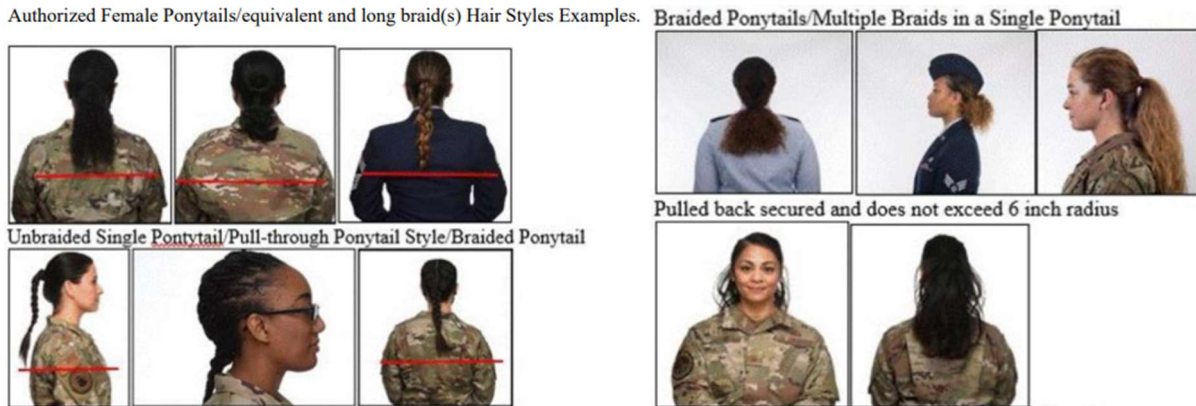 Authorized Female Ponytails/equivalent and long braid(s) Hair Styles Examples.
Unbraided Single Pontytail/Pull-through Ponytail Style/Braided Ponytail
Braided Ponytails/Multiple Braids in a Single Ponytail
Pulled back secured and does not exceed 6 inch radius